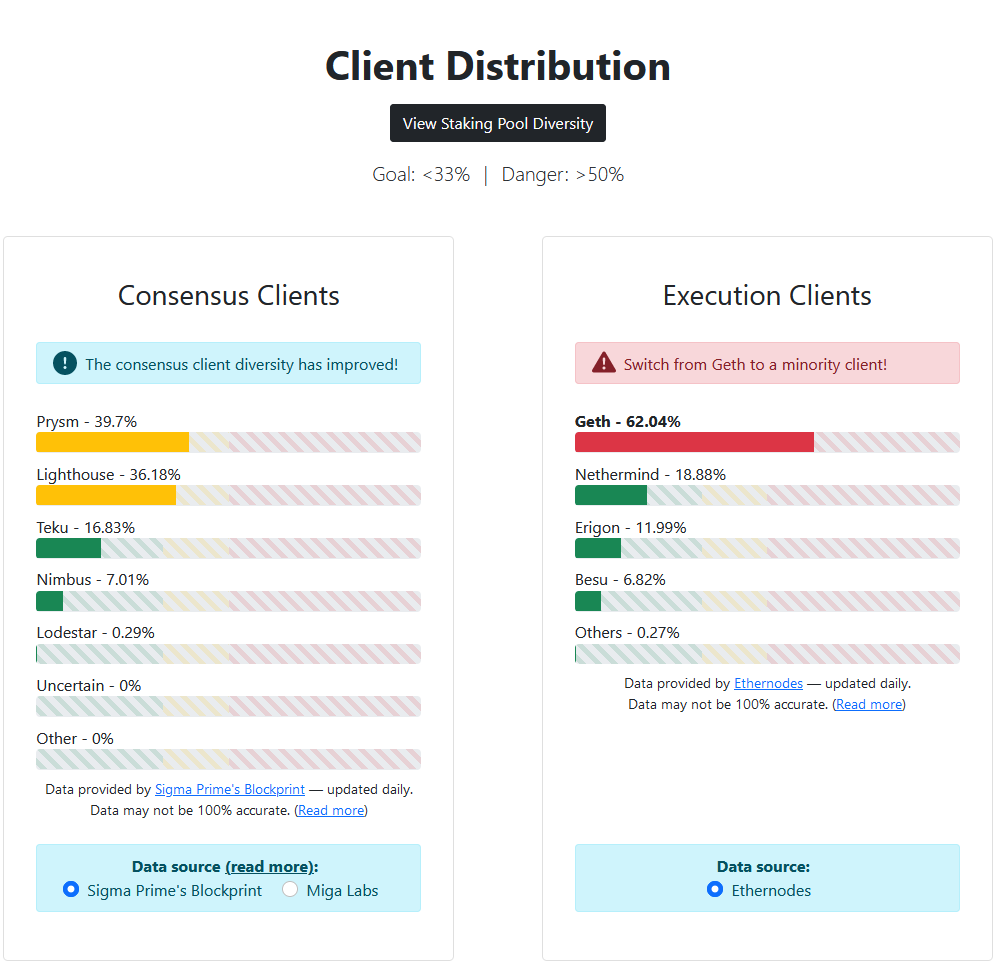 Client Distribution
View Staking Pool Diversity
Goal: <33% | Danger: >50%
Consensus Clients
The consensus client diversity has improved!
Prysm - 39.7%
Lighthouse - 36.18%
Teku - 16.83%
Nimbus - 7.01%
Lodestar - 0.29%
Uncertain - 0%
Other - 0%
Data provided by Sigma Prime's Blockprint — updated daily.
Data may not be 100% accurate. (Read more)
Data source (read more):
Sigma Prime's Blockprint Miga Labs
Execution Clients
Switch from Geth to a minority client!
Geth - 62.04%
Nethermind - 18.88%
Erigon - 11.99%
Besu - 6.82%
Others - 0.27%
Data provided by Ethernodes — updated daily.
Data may not be 100% accurate. (Read more)
Data source:
Ethernodes